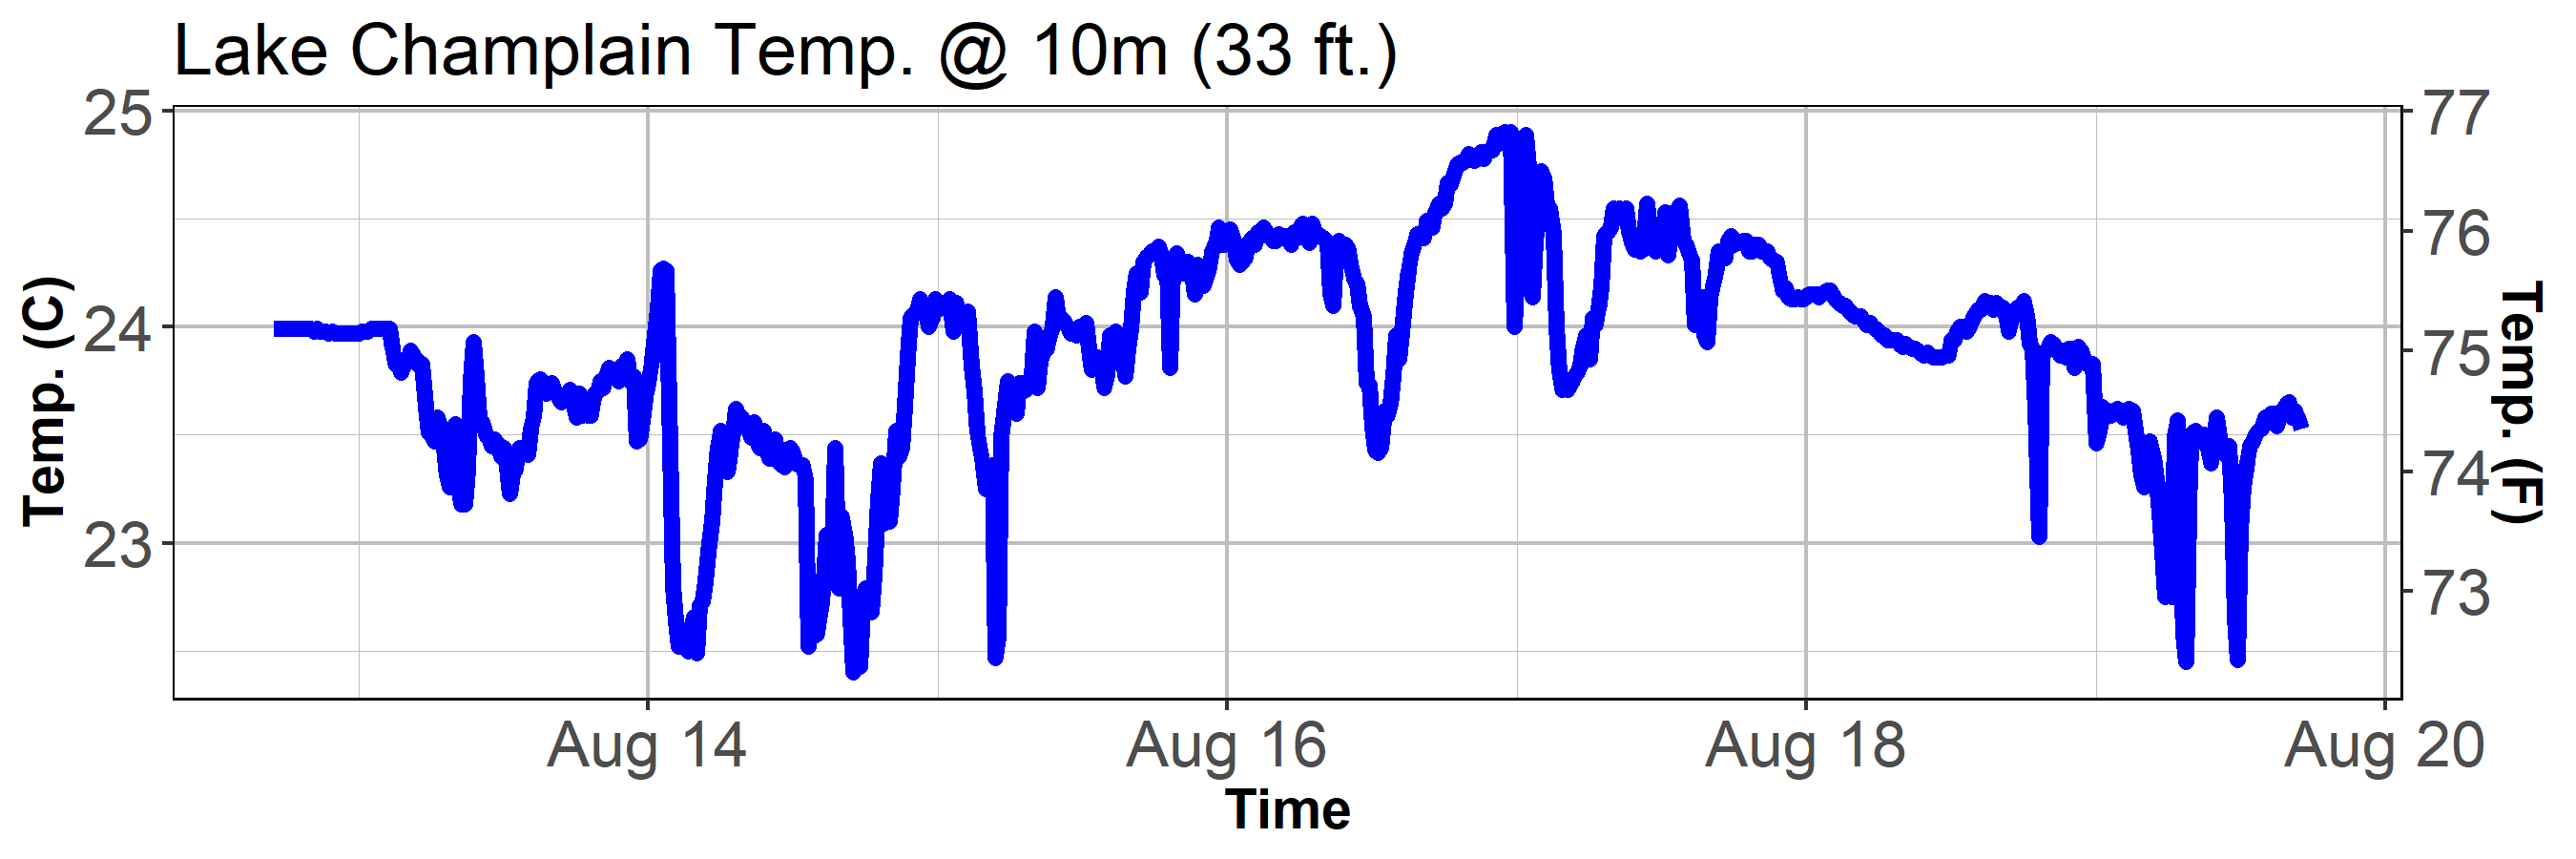 Lake Champlain Temp. @ 10m (33 ft.)
25
24
23
Temp. (C)
77
76
75
74
73
Temp. (F)
Aug 14
Aug 16
Aug 18
Aug 20
Time